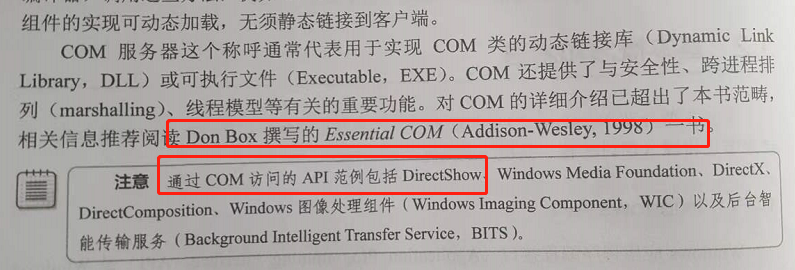 组件的实现可动态加载，无须静态链接到客户端。
COM 服务器这个称呼通常代表用于实现 COM 类的动态链接库（Dynamic Link
Library，DLL）或可执行文件（Executable，EXE）。COM 还提供了与安全性、跨进程排
列（marshalling）、线程模型等有关的重要功能。对 COM 的详细介绍已超出了本书范畴，
相关信息推荐阅读 Don Box 撰写的 Essential COM（Addison-Wesley, 1998）一书。
注意 通过 COM 访问的 API 范例包括 DirectShow、Windows Media Foundation、DirectX、
DirectComposition、Windows 图像处理组件（Windows Imaging Component，WIC）以及后台智
能传输服务（Background Intelligent Transfer Service，BITS）。